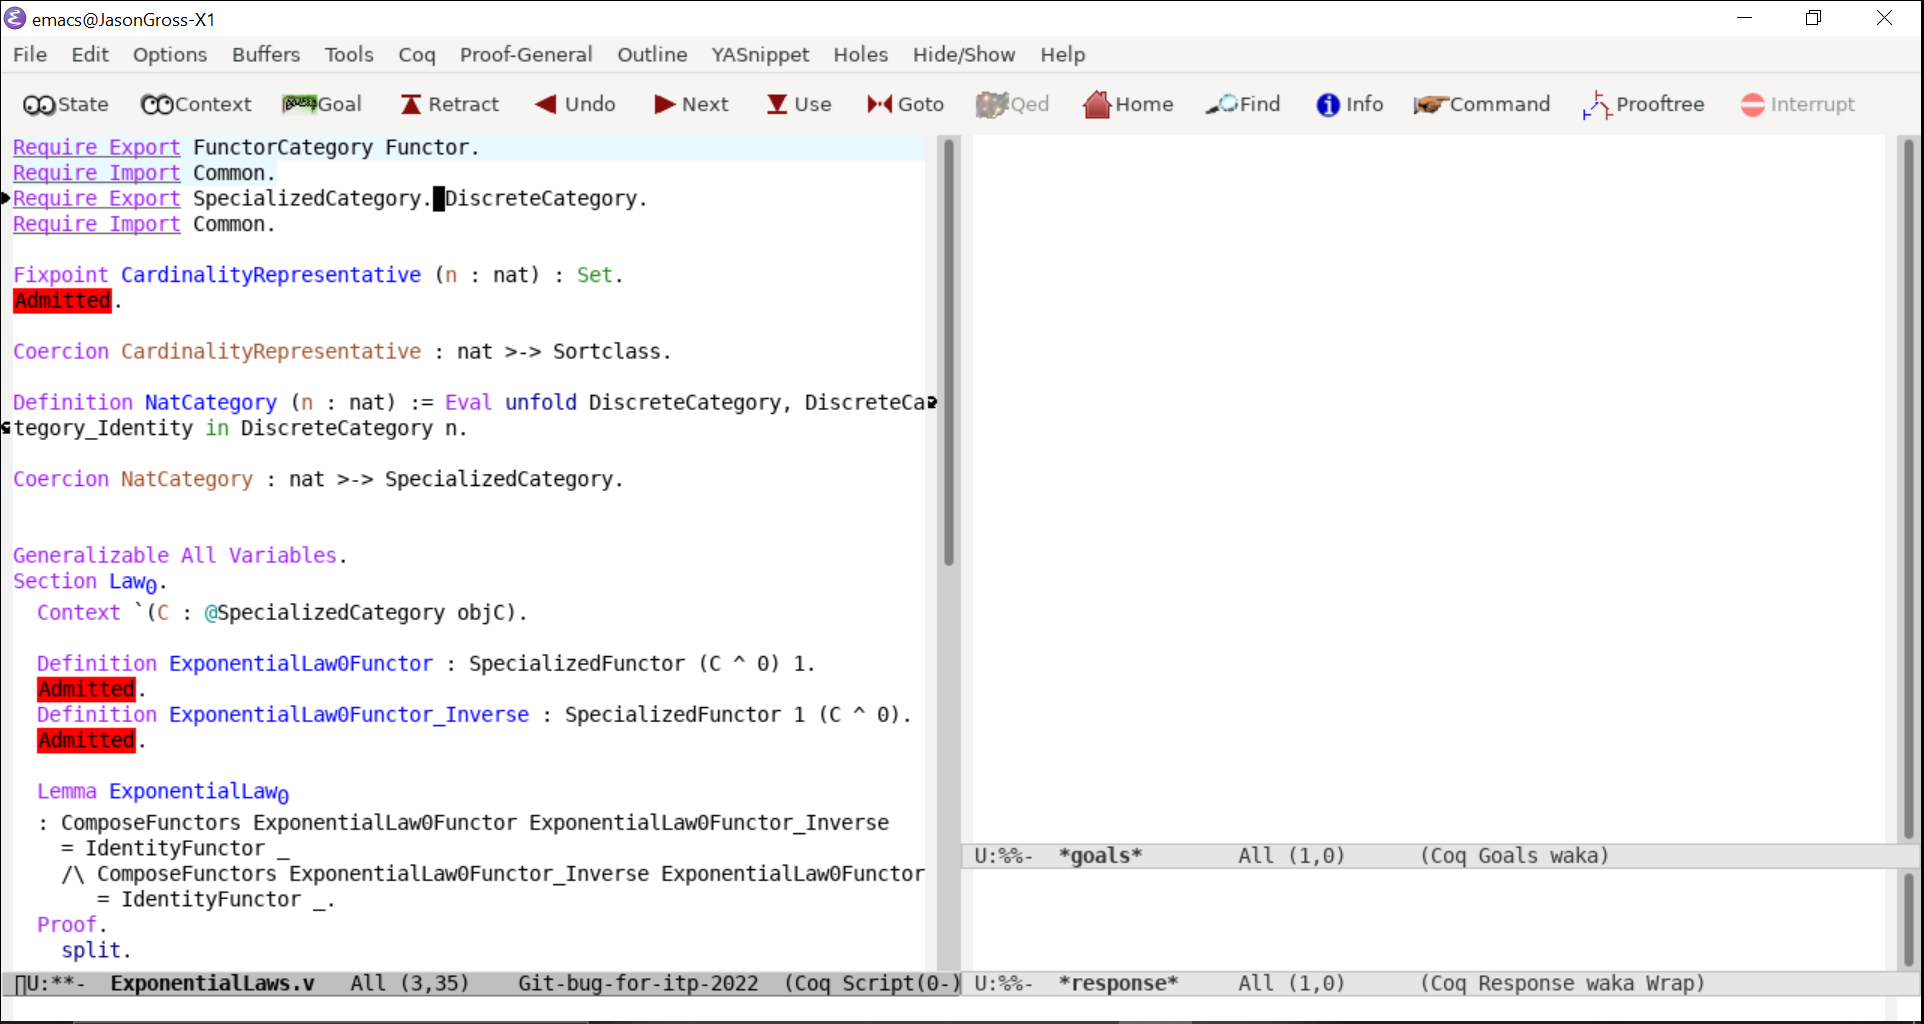 emacs@JasonGross-X1
File Edit Options Buffers Tools Coq Proof-General Outline YASnippet Holes Hide/Show Help
State Context Goal Retract Undo Next Use Goto Qed Home Find Info Command Prooftree Interrupt
Require Export FunctorCategory Functor.
Require Import Common.
Require Export SpecializedCategory. DiscreteCategory.
Require Import Common.
Fixpoint CardinalityRepresentative (n : nat) : Set.
Admitted.
Coercion CardinalityRepresentative : nat >-> Sortclass.
Definition NatCategory (n : nat) := Eval unfold DiscreteCategory, DiscreteCa
tegory_Identity in DiscreteCategory n.
Coercion NatCategory : nat >-> SpecializedCategory.
Generalizable All Variables.
Section Law₀.
Context `(C : @SpecializedCategory objC).
Definition ExponentialLaw0Functor : SpecializedFunctor (C ^ 0) 1.
Admitted.
Definition ExponentialLaw0Functor_Inverse : SpecializedFunctor 1 (C ^ 0).
Admitted.
Lemma ExponentialLaw₀
: ComposeFunctors ExponentialLaw0Functor ExponentialLaw0Functor_Inverse
= IdentityFunctor _
/\ ComposeFunctors ExponentialLaw0Functor_Inverse ExponentialLaw0Functor
= IdentityFunctor _.
Proof.
split.
U:**-  ExponentialLaws.v   All (3,35)    Git-bug-for-itp-2022  (Coq Script(0-)
U:%%-  *goals*        All (1,0)      (Coq Goals waka)
U:%%-  *response*     All (1,0)      (Coq Response waka Wrap)